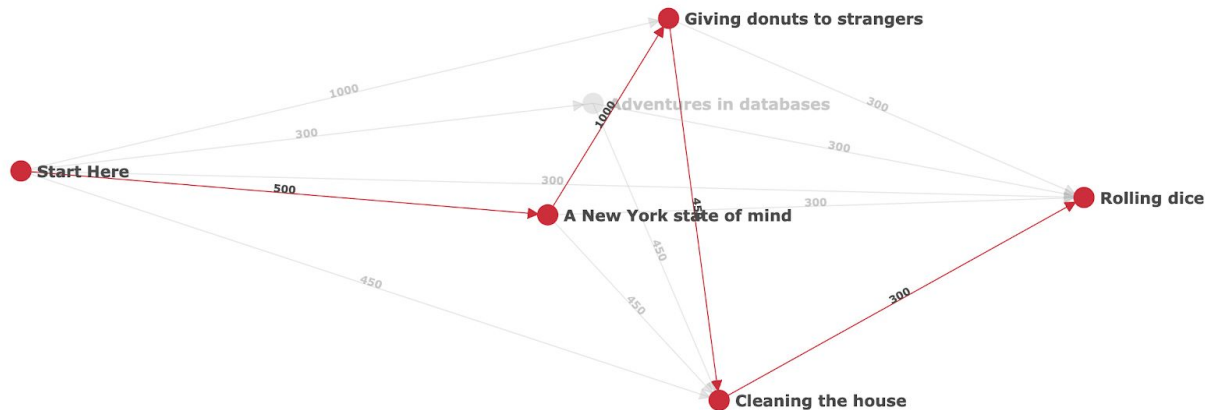 Giving donuts to strangers
1000
300
Adventures in databases
1000
300
300
Start Here
500
300
300
Rolling dice
A New York state of mind
450
450
450
450
300
Cleaning the house